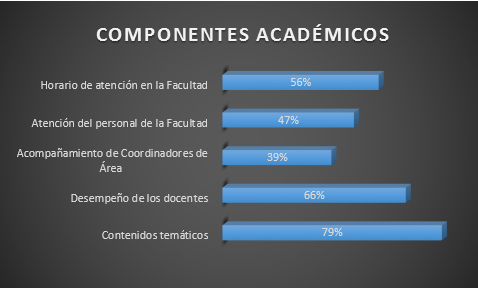 COMPONENTES ACADÉMICOS
Horario de atención en la Facultad
56%
Atención del personal de la Facultad
47%
Acompañamiento de Coordinadores de
Área
39%
Desempeño de los docentes
66%
Contenidos temáticos
79%